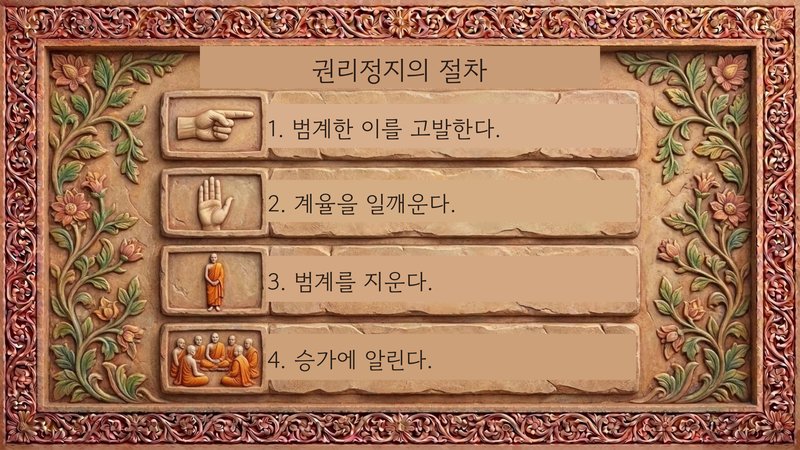 권리정지의 절차
1. 범계한 이를 고발한다.
2. 계율을 일깨운다.
3. 범계를 지운다.
4. 승가에 알린다.